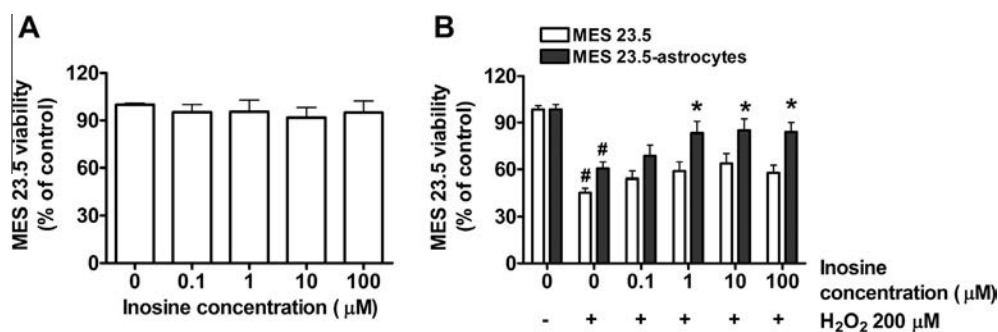 A
MES 23.5 viability
(% of control)
120
90
60
30
0
0 0.1 1 10 100
Inosine concentration ( μM)
B
MES 23.5
MES 23.5-astrocytes
MES 23.5 viability
(% of control)
120
90
60
30
0
# # * * *
0 0 0.1 1 10 100
Inosine
concentration (μM)
- + + + + + H₂O₂ 200 μM